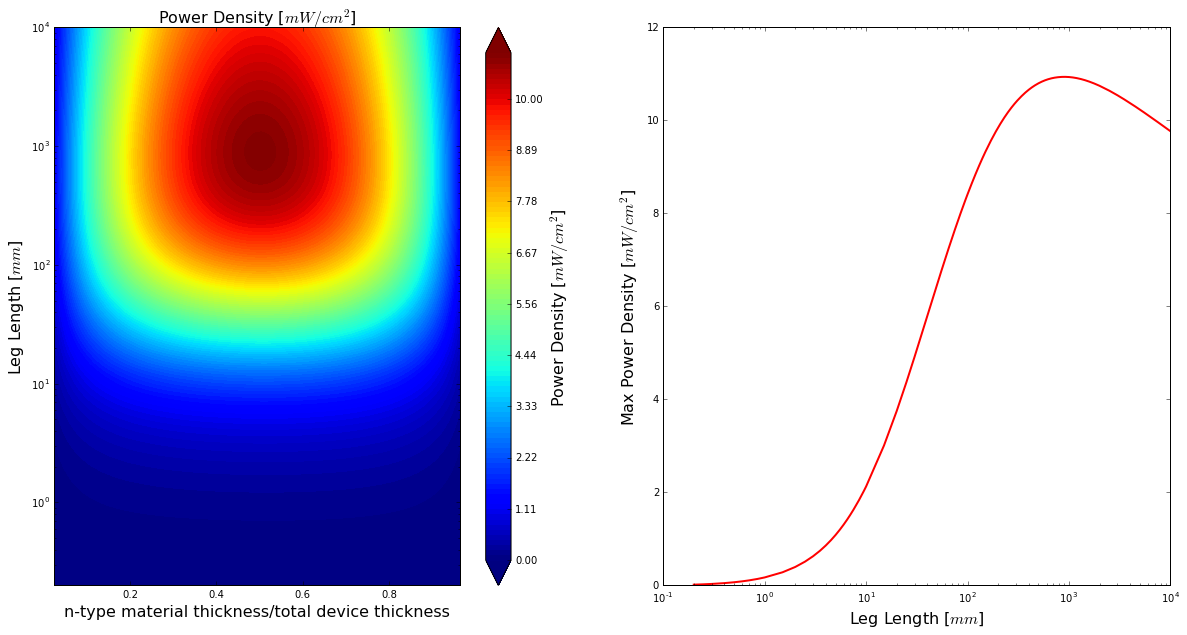 Power Density [mW/cm²]
10⁴
10³
10²
10¹
10⁰
Leg Length [mm]
0.2 0.4 0.6 0.8
n-type material thickness/total device thickness
10.00
8.89
7.78
6.67
5.56
4.44
3.33
2.22
1.11
0.00
Power Density [mW/cm²]
12
10
8
6
4
2
0
Max Power Density [mW/cm²]
10⁻¹ 10⁰ 10¹ 10² 10³ 10⁴
Leg Length [mm]